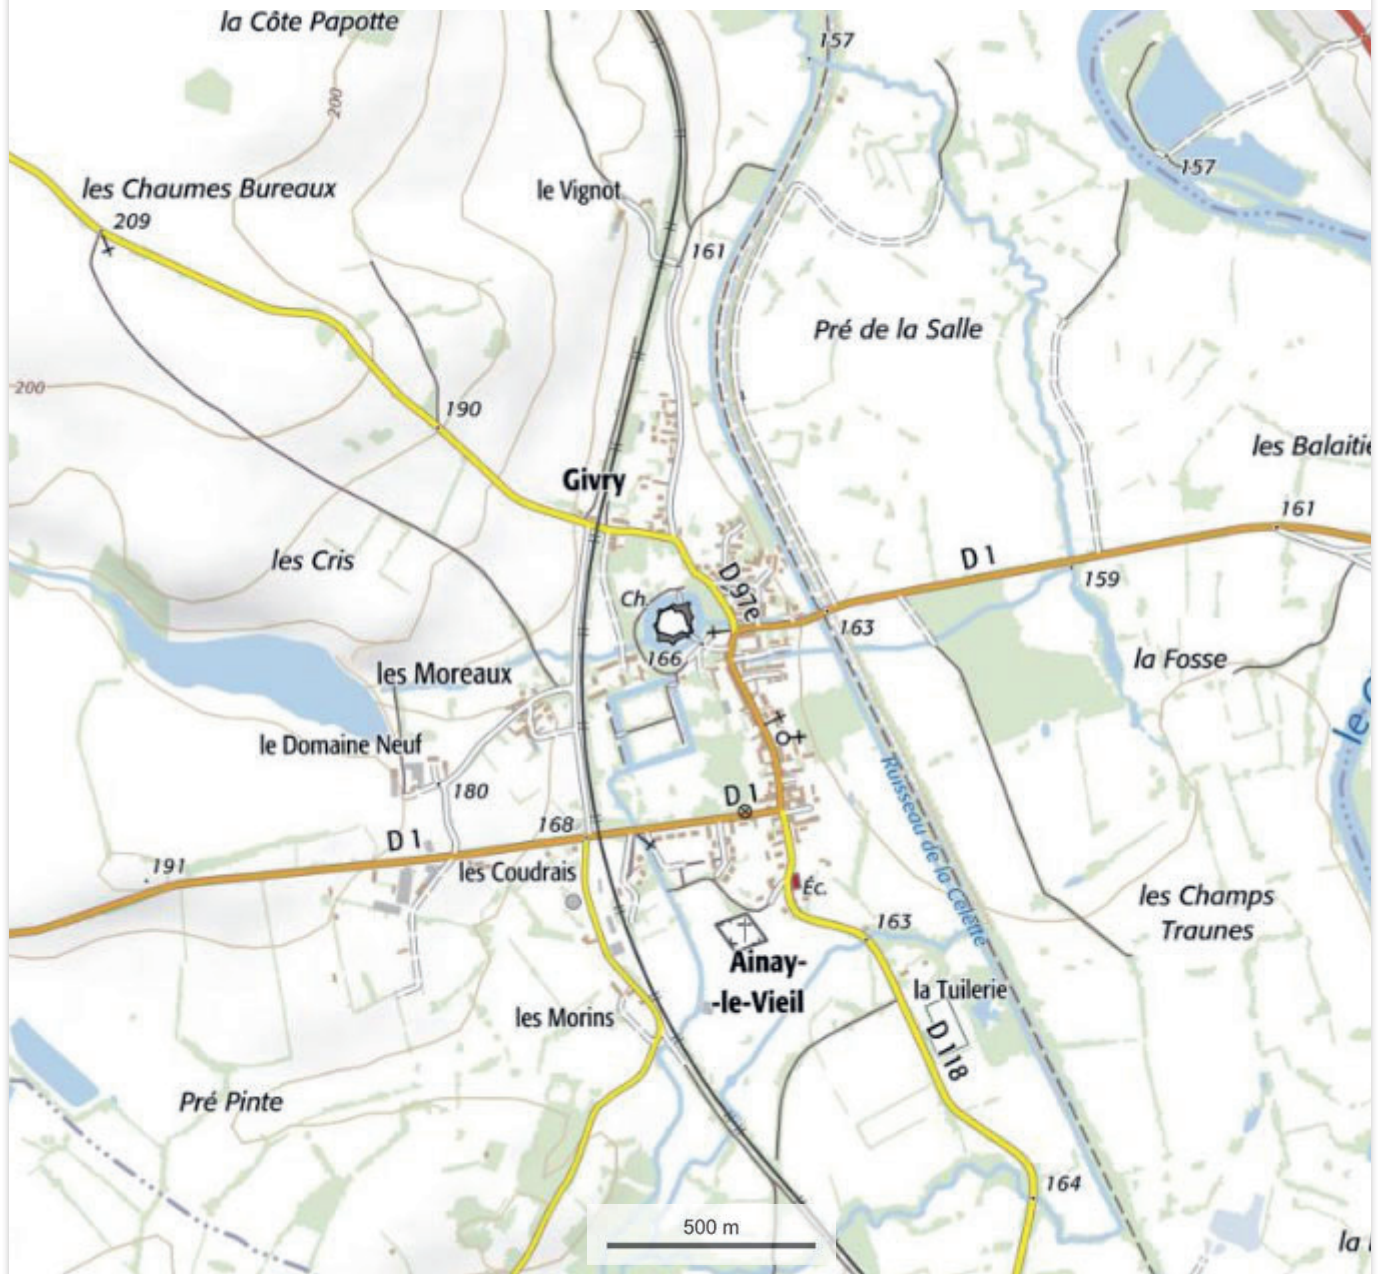 la Côte Papotte
157
200
157
les Chaumes Bureaux
le Vignot
209
161
Pré de la Salle
200
190
les Balaitie
Givry
161
les Cris
D 1
D 97e
159
Ch.
163
166
la Fosse
les Moreaux
le Domaine Neuf
180
D 1
168
D 1
Ruisseau de la Célette
191
les Coudrais
Éc.
les Champs
Traunes
163
Ainay-
-le-Vieil
la Tuilerie
les Morins
D 118
Pré Pinte
164
500 m